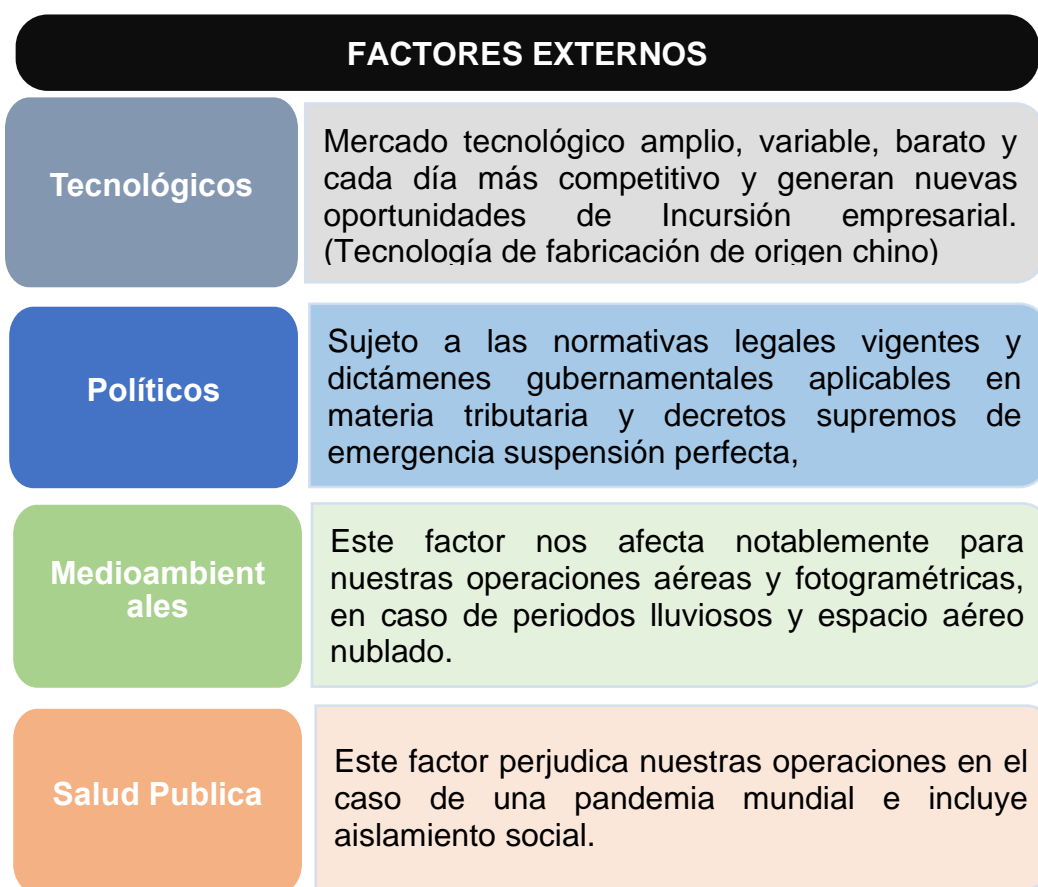 FACTORES EXTERNOS
Tecnológicos
Mercado tecnológico amplio, variable, barato y
cada día más competitivo y generan nuevas
oportunidades de Incursión empresarial.
(Tecnología de fabricación de origen chino)
Políticos
Sujeto a las normativas legales vigentes y
dictámenes gubernamentales aplicables en
materia tributaria y decretos supremos de
emergencia suspensión perfecta,
Medioambient
ales
Este factor nos afecta notablemente para
nuestras operaciones aéreas y fotogramétricas,
en caso de periodos lluviosos y espacio aéreo
nublado.
Salud Publica
Este factor perjudica nuestras operaciones en el
caso de una pandemia mundial e incluye
aislamiento social.